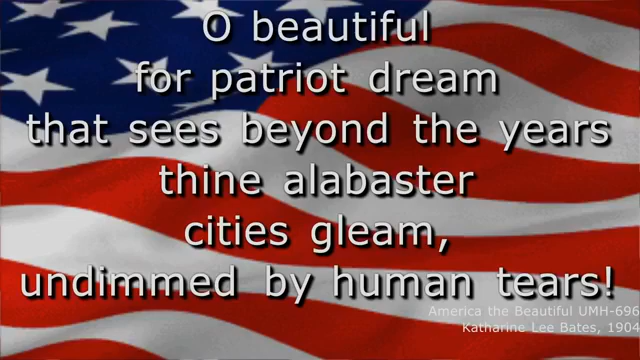 O beautiful
for patriot dream
that sees beyond the years
thine alabaster
cities gleam,
undimmed by human tears!
America the Beautiful UMH-696
Katharine Lee Bates, 1904